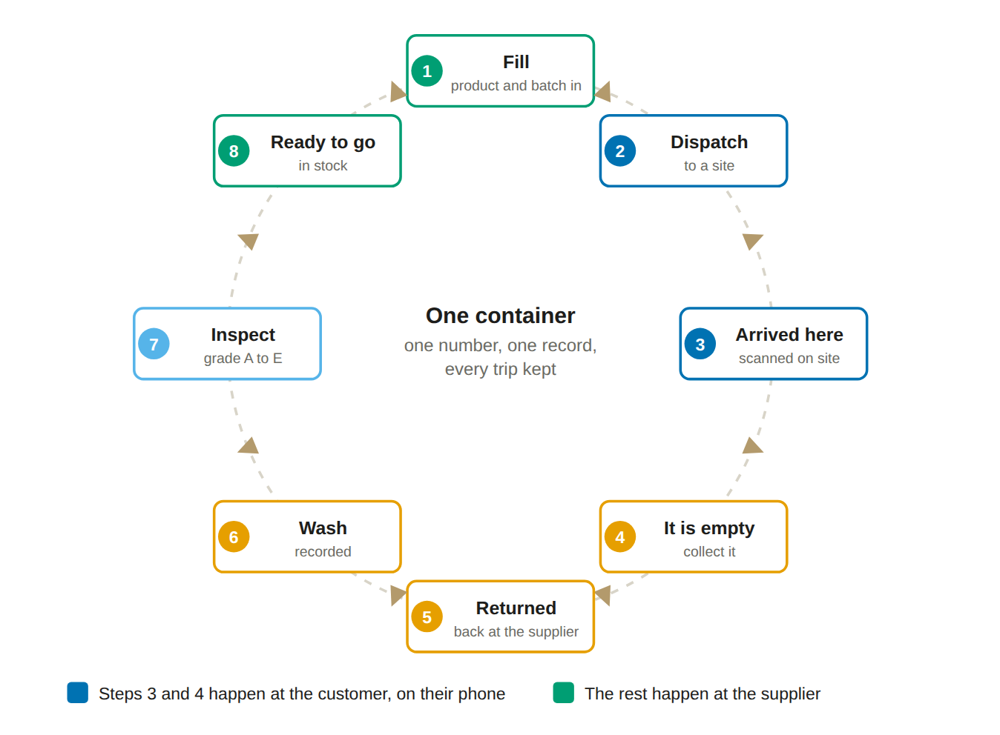 1
Fill
product and batch in
2
Dispatch
to a site
3
Arrived here
scanned on site
4
It is empty
collect it
5
Returned
back at the supplier
6
Wash
recorded
7
Inspect
grade A to E
8
Ready to go
in stock
One container
one number, one record,
every trip kept
Steps 3 and 4 happen at the customer, on their phone
The rest happen at the supplier